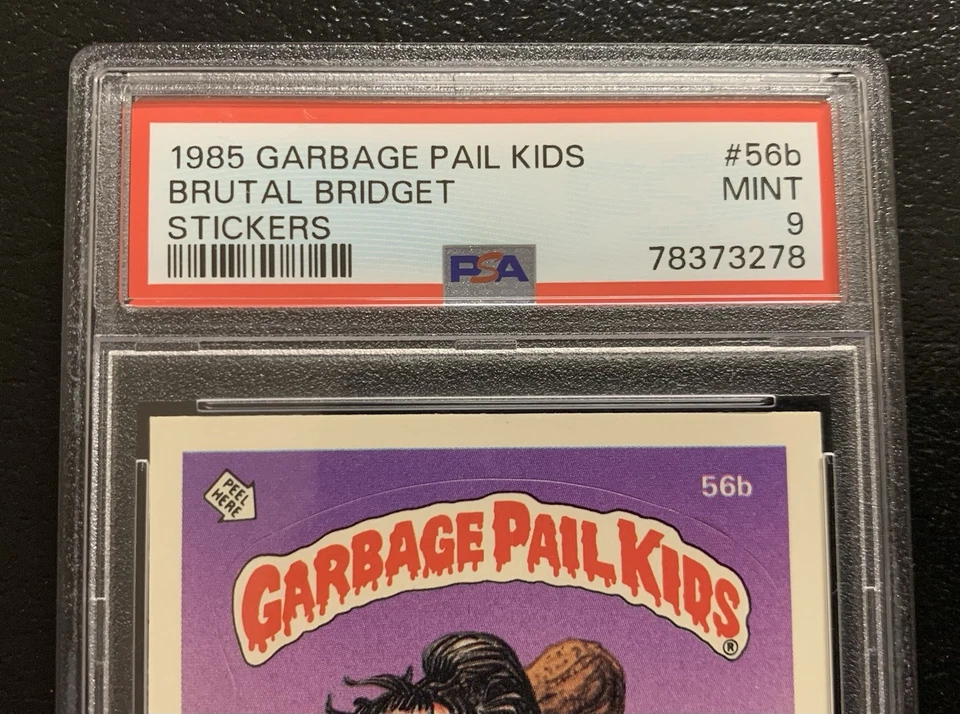 1985 GARBAGE PAIL KIDS #56b
BRUTAL BRIDGET MINT
STICKERS 9
PSA 78373278
PEEL
HERE
56b
GARBAGE PAIL KIDS®